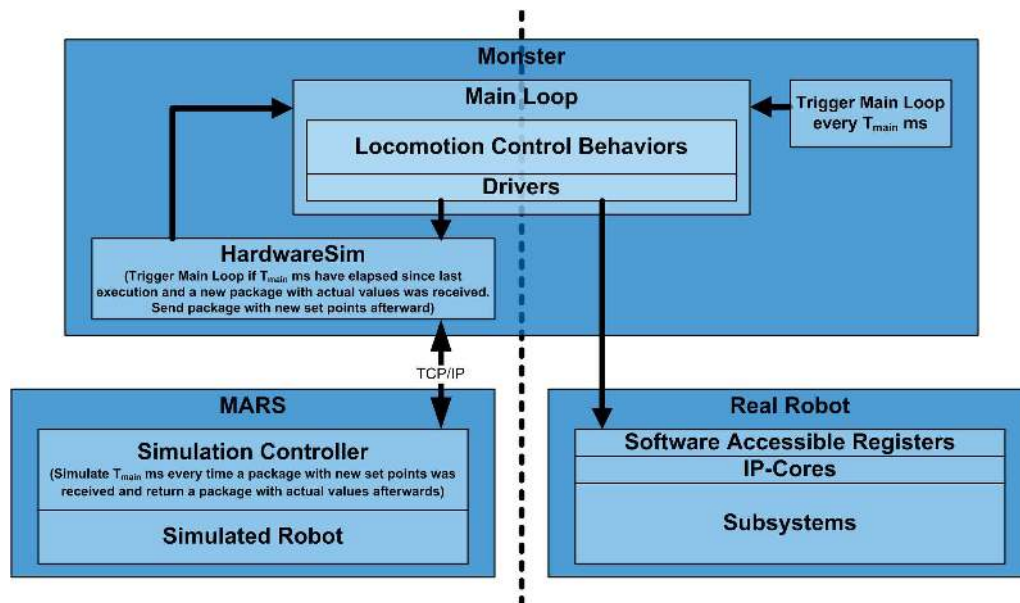 Monster
Main Loop
Locomotion Control Behaviors
Drivers
Trigger Main Loop
every Tmain ms
HardwareSim
(Trigger Main Loop if Tmain ms have elapsed since last
execution and a new package with actual values was received.
Send package with new set points afterward)
TCP/IP
MARS
Simulation Controller
(Simulate Tmain ms every time a package with new set points was
received and return a package with actual values afterwards)
Simulated Robot
Real Robot
Software Accessible Registers
IP-Cores
Subsystems